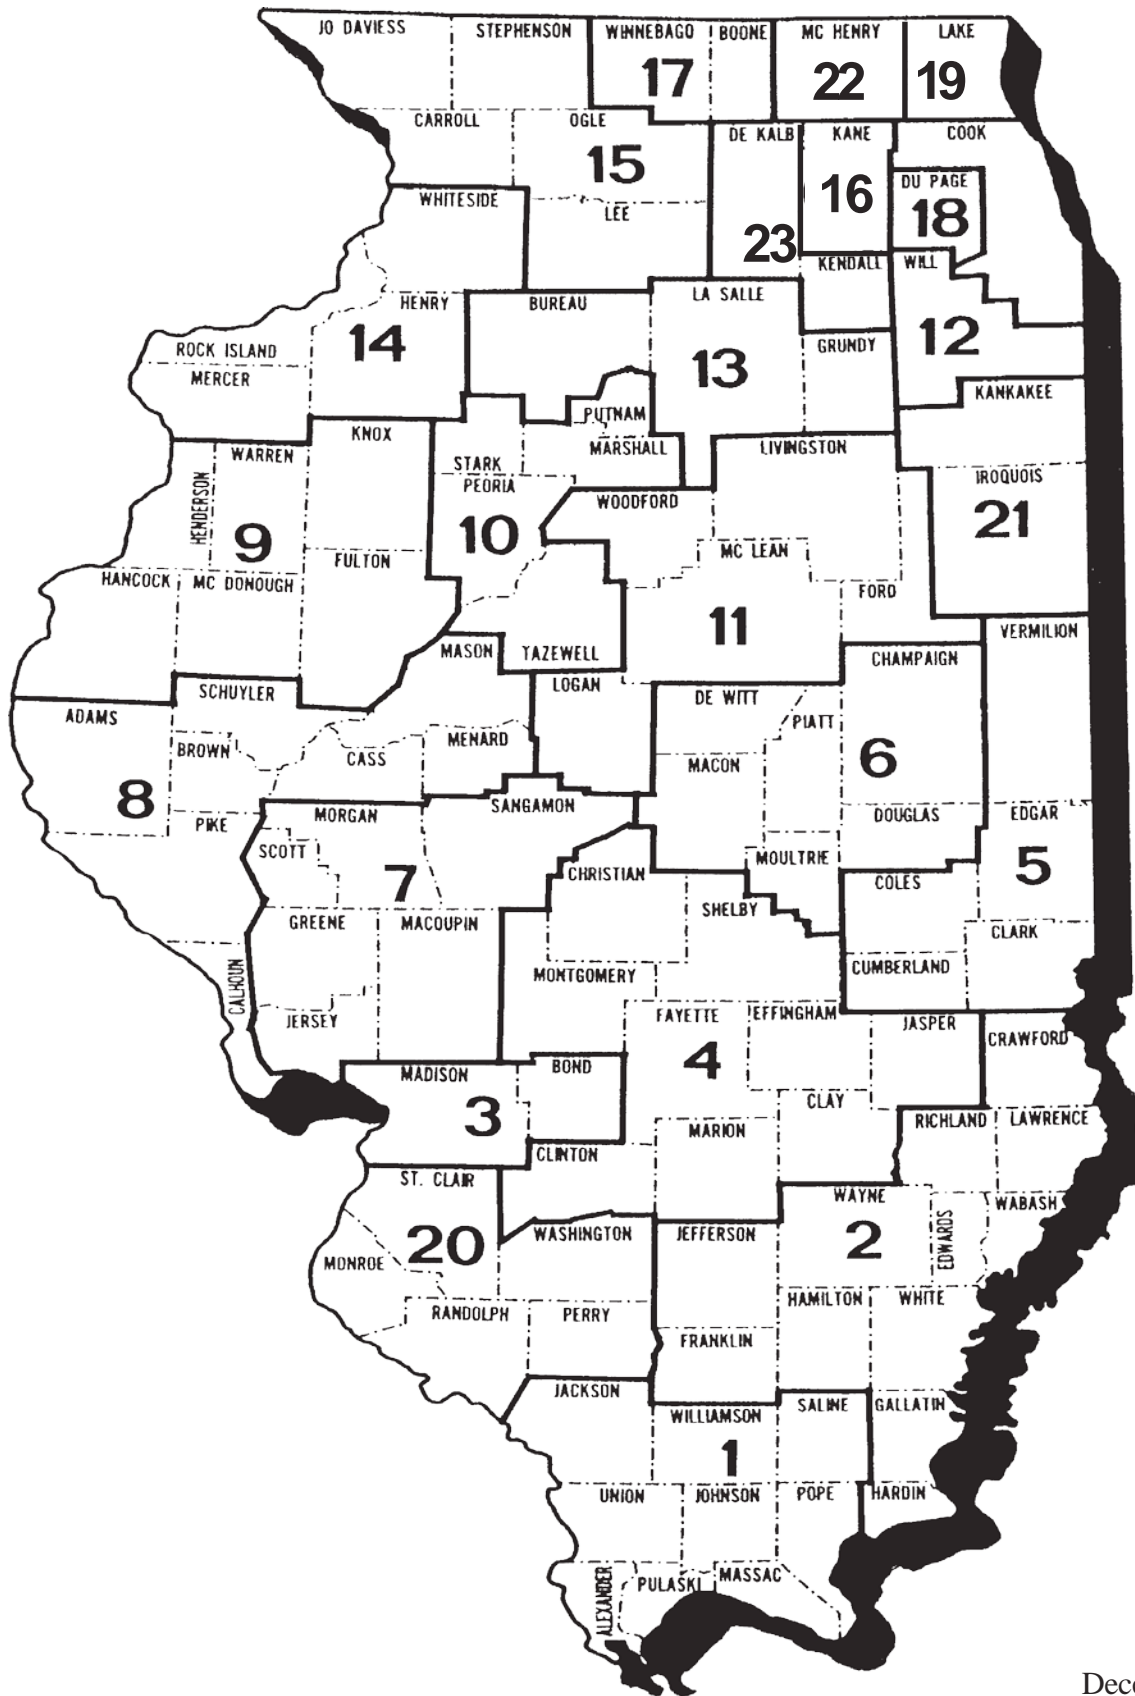 JO DAVIESS STEPHENSON WINNEBAGO BOONE MC HENRY LAKE
17 22 19
CARROLL OGLE DE KALB KANE COOK
15 16 DU PAGE
18
WHITESIDE LEE 23
KENDALL WILL
HENRY BUREAU LA SALLE
14 13 12
ROCK ISLAND GRUNDY
MERCER KANKAKEE
PUTNAM
KNOX MARSHALL LIVINGSTON
WARREN STARK IROQUOIS
PEORIA WOODFORD
HENDERSON 9 10 21
FULTON MC LEAN
HANCOCK MC DONOUGH FORD
11 VERMILION
MASON TAZEWELL CHAMPAIGN
SCHUYLER LOGAN DE WITT
ADAMS PIATT
BROWN CASS MENARD MACON 6
8
MORGAN SANGAMON DOUGLAS EDGAR
PIKE
SCOTT CHRISTIAN MOULTRIE 5
7 COLES
GREENE MACOUPIN SHELBY CLARK
CALHOUN MONTGOMERY CUMBERLAND
JERSEY FAYETTE EFFINGHAM JASPER CRAWFORD
4
MADISON BOND
3 CLAY RICHLAND LAWRENCE
MARION
CLINTON
ST. CLAIR WAYNE WABASH
20 WASHINGTON JEFFERSON 2 EDWARDS
MONROE
RANDOLPH PERRY HAMILTON WHITE
FRANKLIN
JACKSON SALINE GALLATIN
WILLIAMSON
1
UNION JOHNSON POPE HARDIN
ALEXANDER PULASKI MASSAC
Dece